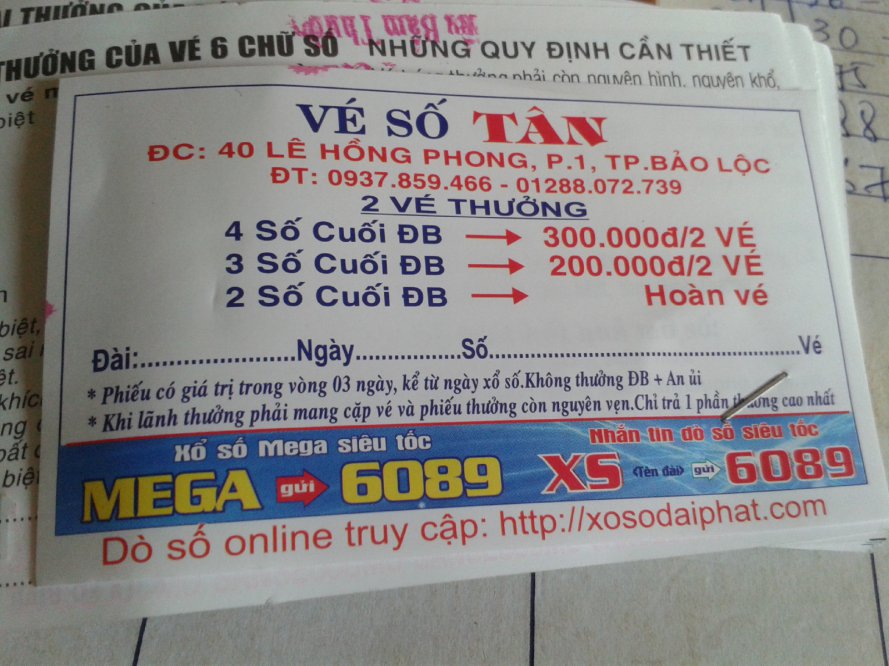 THƯỞNG CỦA VÉ 6 CHỮ SỐ NHỮNG QUY ĐỊNH CẦN THIẾT
phải còn nguyên hình, nguyên khổ,
VÉ SỐ TÂN
ĐC: 40 LÊ HỒNG PHONG, P.1, TP.BẢO LỘC
ĐT: 0937.859.466 - 01288.072.739
2 VÉ THƯỞNG
4 Số Cuối ĐB → 300.000đ/2 VÉ
3 Số Cuối ĐB → 200.000đ/2 VÉ
2 Số Cuối ĐB → Hoàn vé
Đài:....................Ngày..............Số..........................................................Vé
* Phiếu có giá trị trong vòng 03 ngày, kể từ ngày xổ số.Không thưởng ĐB + An ủi
* Khi lãnh thưởng phải mang cặp vé và phiếu thưởng còn nguyên vẹn.Chỉ trả 1 phần thưởng cao nhất
Xổ số Mega siêu tốc
MEGA gửi 6089
Nhắn tin dò số siêu tốc
XS <Tên đài> gửi 6089
Dò số online truy cập: http://xosodaiphat.com